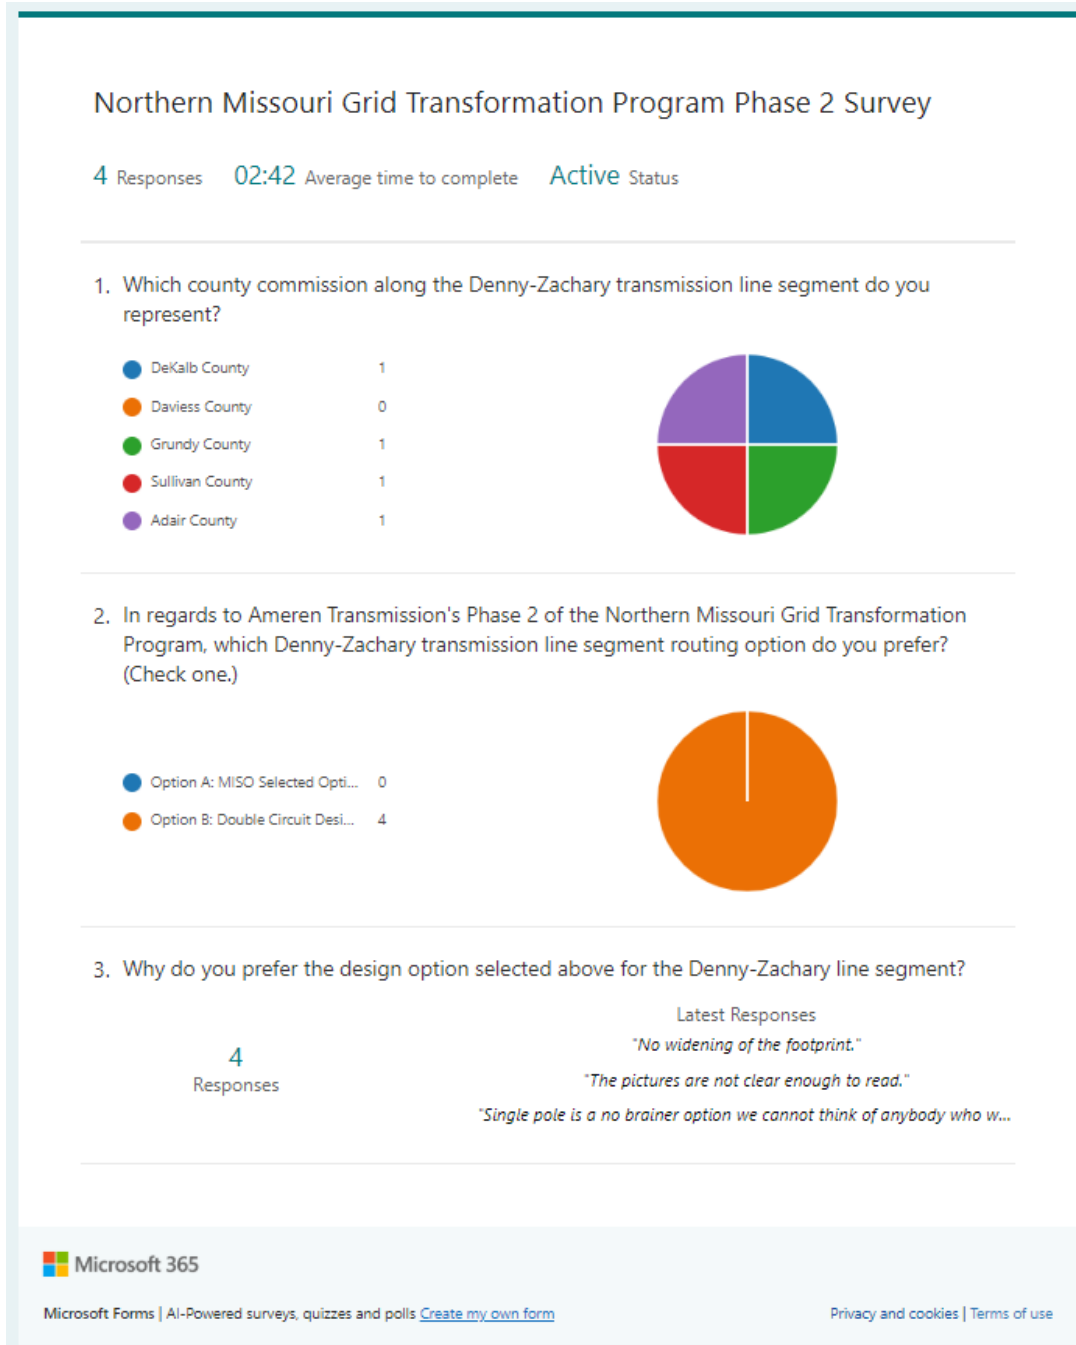 Northern Missouri Grid Transformation Program Phase 2 Survey
4 Responses 02:42 Average time to complete Active Status
1. Which county commission along the Denny-Zachary transmission line segment do you
represent?
DeKalb County 1
Daviess County 0
Grundy County 1
Sullivan County 1
Adair County 1
2. In regards to Ameren Transmission's Phase 2 of the Northern Missouri Grid Transformation
Program, which Denny-Zachary transmission line segment routing option do you prefer?
(Check one.)
Option A: MISO Selected Opti... 0
Option B: Double Circuit Desi... 4
3. Why do you prefer the design option selected above for the Denny-Zachary line segment?
4
Responses
Latest Responses
"No widening of the footprint."
"The pictures are not clear enough to read."
"Single pole is a no brainer option we cannot think of anybody who w...
Microsoft 365
Microsoft Forms | AI-Powered surveys, quizzes and polls Create my own form
Privacy and cookies | Terms of use